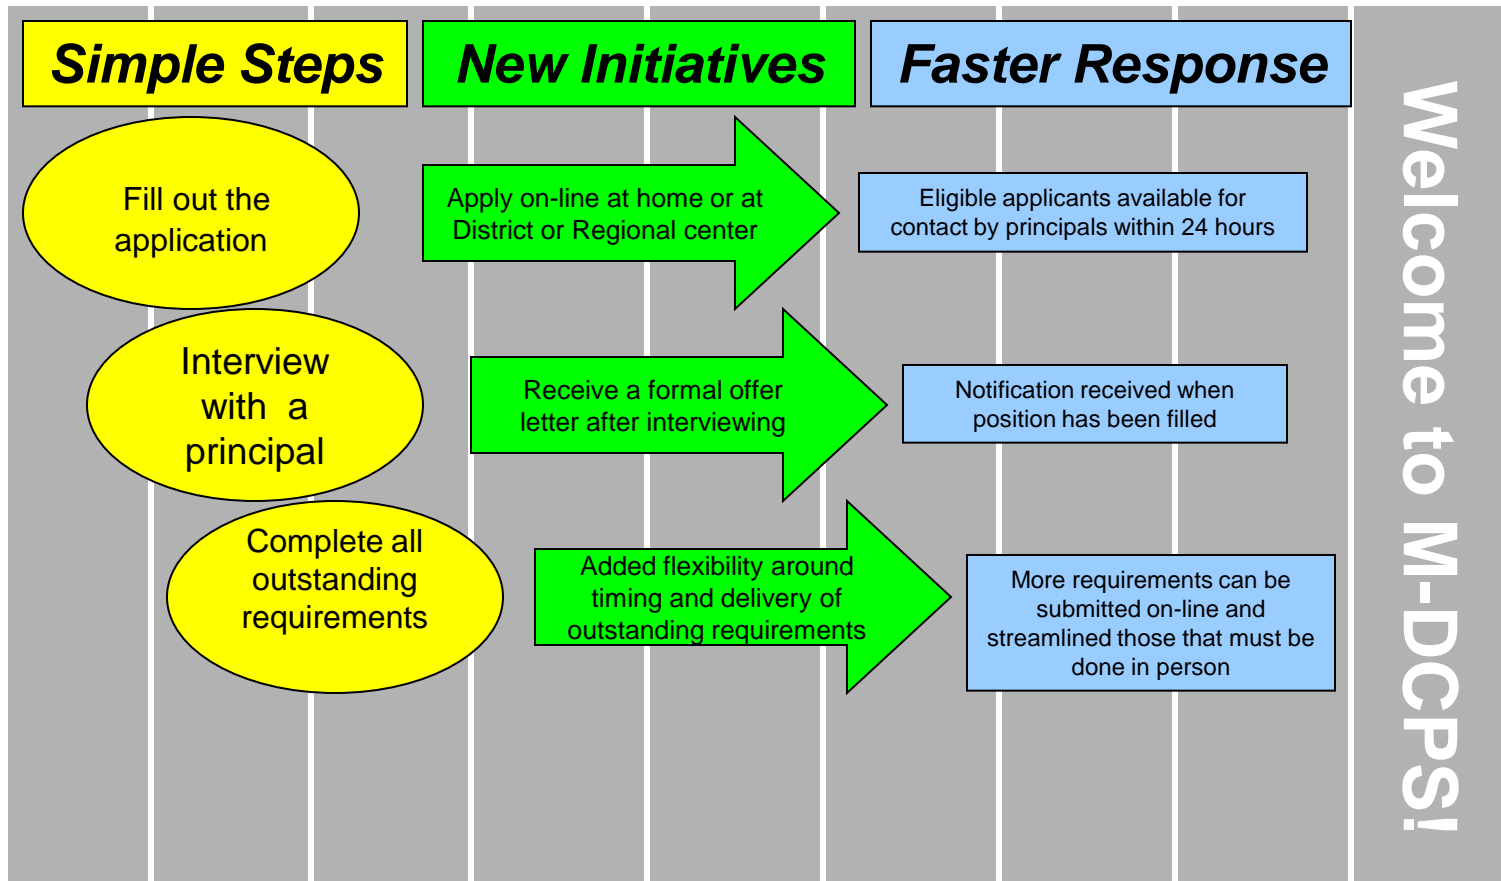 Simple Steps
New Initiatives
Faster Response
Fill out the
application
Apply on-line at home or at
District or Regional center
Eligible applicants available for
contact by principals within 24 hours
Interview
with a
principal
Receive a formal offer
letter after interviewing
Notification received when
position has been filled
Complete all
outstanding
requirements
Added flexibility around
timing and delivery of
outstanding requirements
More requirements can be
submitted on-line and
streamlined those that must be
done in person
Welcome to M-DCPS!